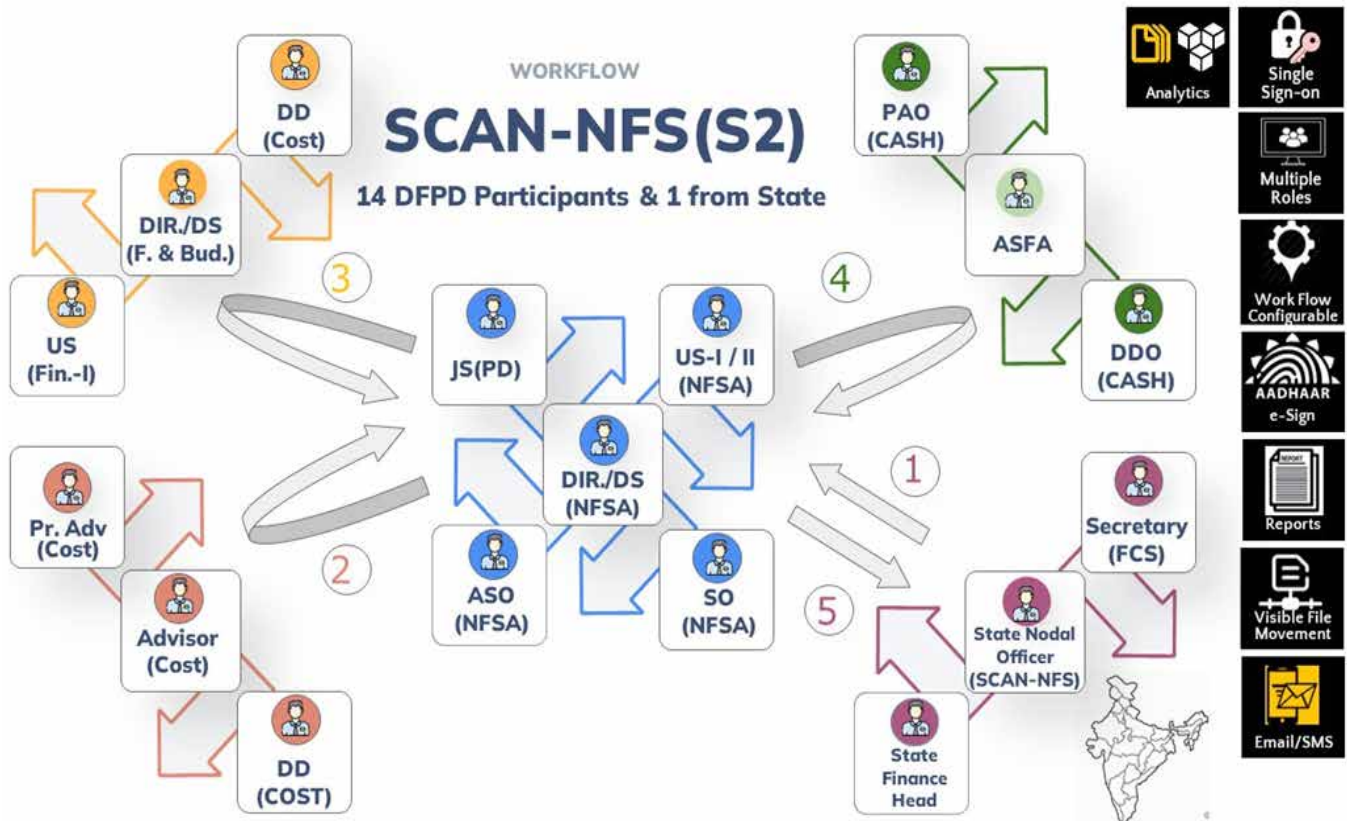 WORKFLOW
SCAN-NFS(S2)
14 DFPD Participants & 1 from State
DD
(Cost)
DIR./DS
(F. & Bud.)
US
(Fin.-I)
3
PAO
(CASH)
ASFA
DDO
(CASH)
4
JS(PD)
US-I / II
(NFSA)
DIR./DS
(NFSA)
ASO
(NFSA)
SO
(NFSA)
Pr. Adv
(Cost)
Advisor
(Cost)
DD
(COST)
2
1
5
Secretary
(FCS)
State Nodal
Officer
(SCAN-NFS)
State
Finance
Head
Analytics
Single
Sign-on
Multiple
Roles
Work Flow
Configurable
AADHAAR
e-Sign
REPORT
Reports
Visible File
Movement
Email/SMS